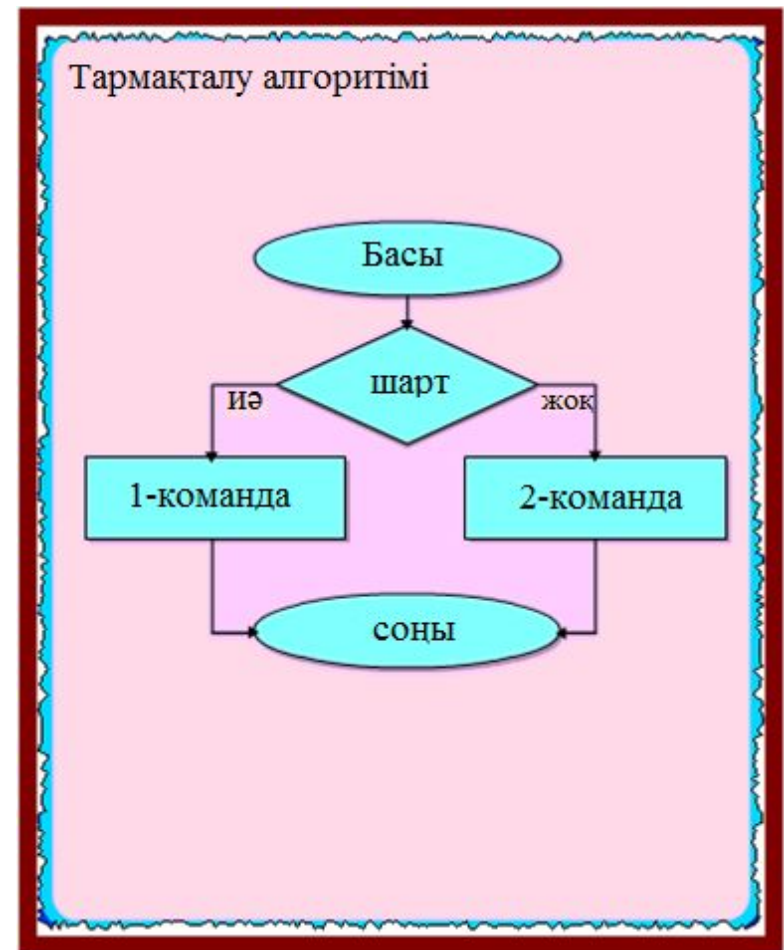 Тармақталу алгоритімі
Басы
шарт
иә
жоқ
1-команда
2-команда
соңы